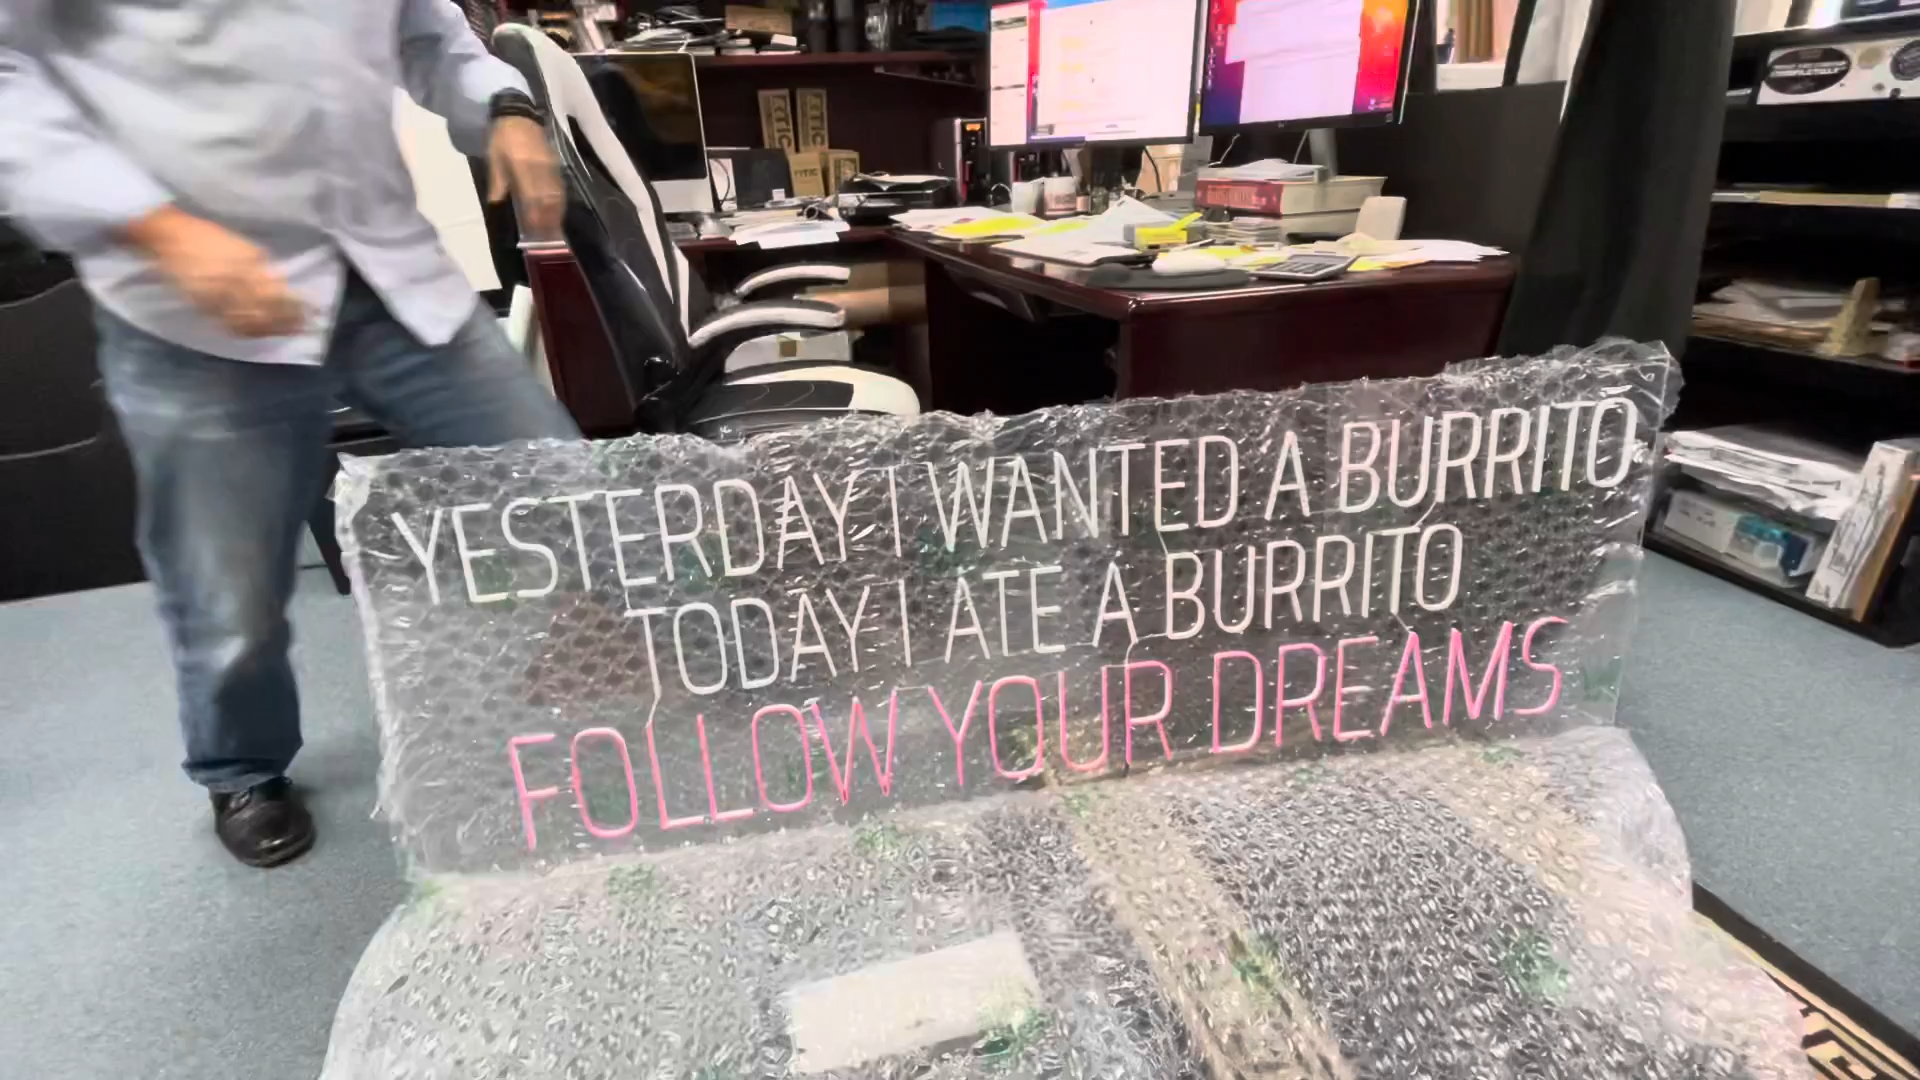 YESTERDAY I WANTED A BURRITO
TODAY I ATE A BURRITO
FOLLOW YOUR DREAMS